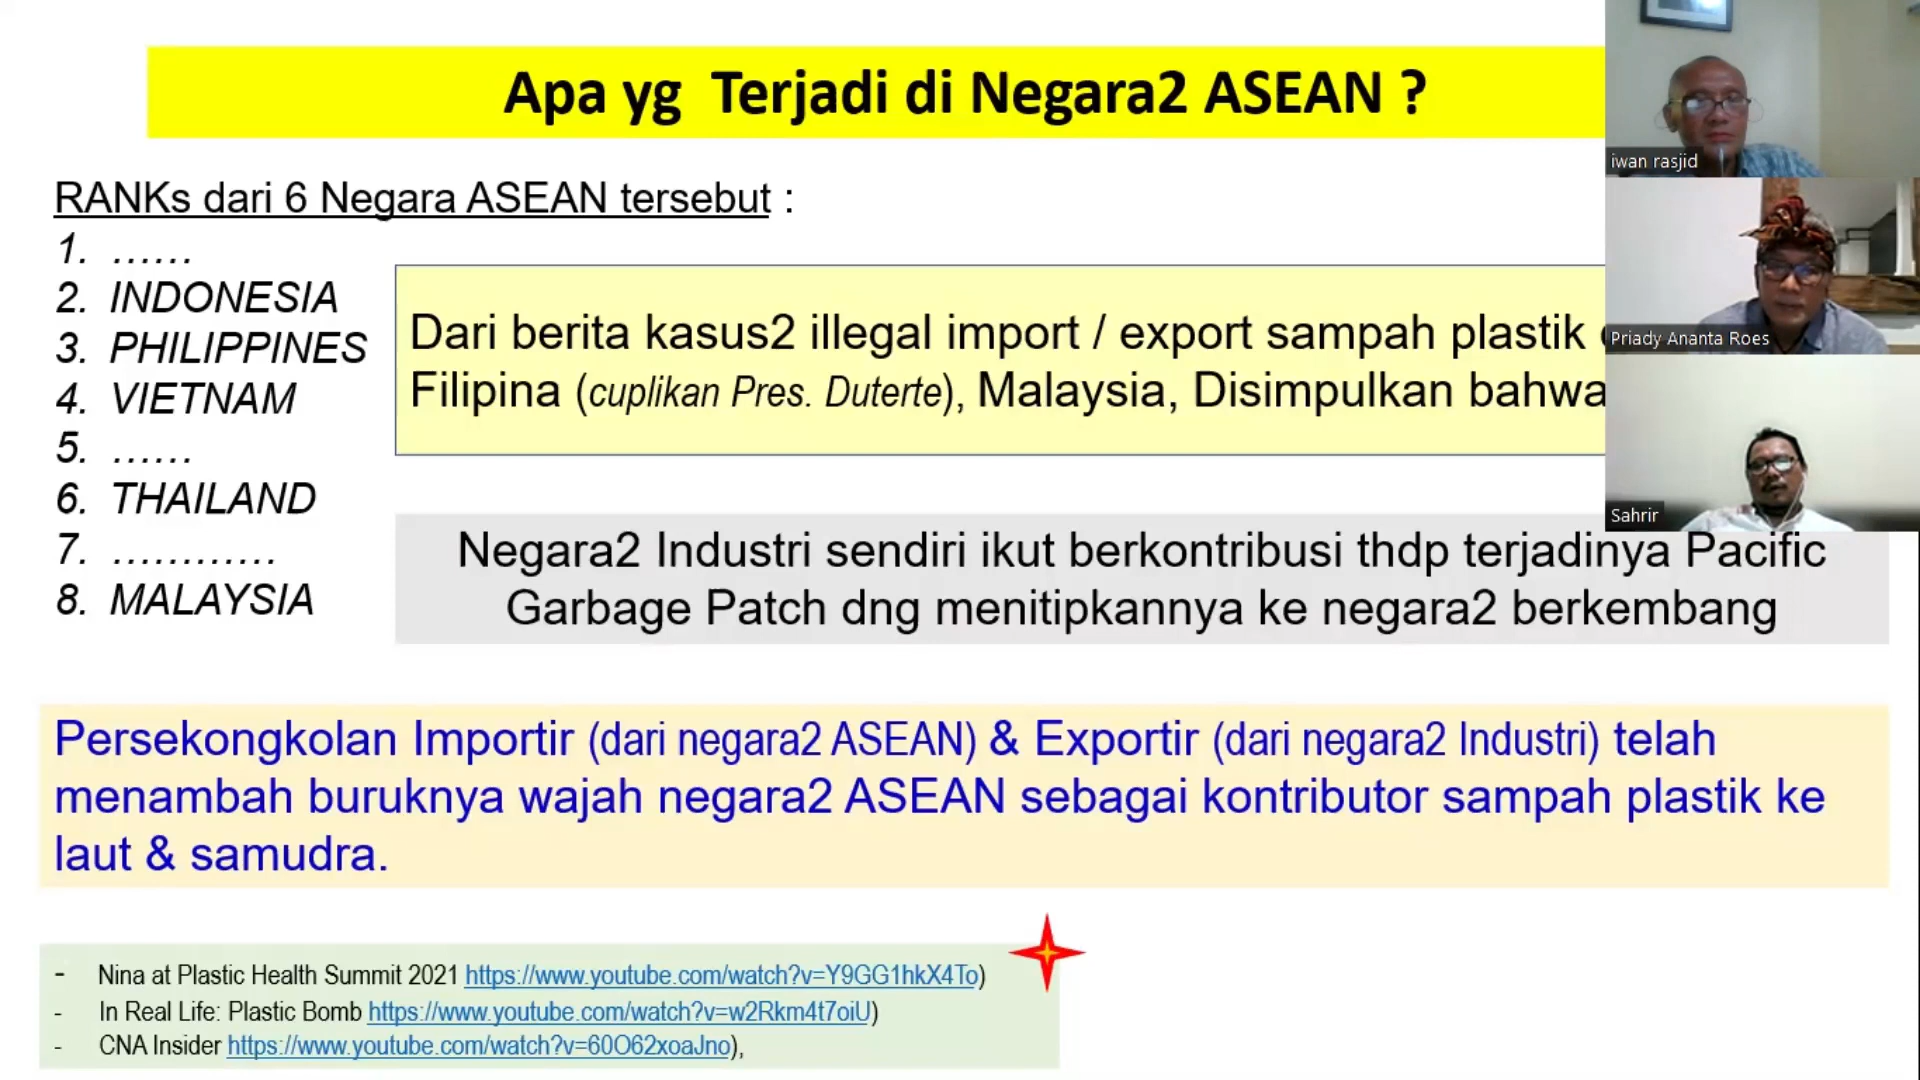 Apa yg Terjadi di Negara2 ASEAN ?
iwan rasjid
RANKs dari 6 Negara ASEAN tersebut :
1. ......
2. INDONESIA
3. PHILIPPINES
4. VIETNAM
5. ......
6. THAILAND
7. ............
8. MALAYSIA
Dari berita kasus2 illegal import / export sampah plastik
Filipina (cuplikan Pres. Duterte), Malaysia, Disimpulkan bahwa
Priady Ananta Roes
Sahrir
Negara2 Industri sendiri ikut berkontribusi thdp terjadinya Pacific
Garbage Patch dng menitipkannya ke negara2 berkembang
Persekongkolan Importir (dari negara2 ASEAN) & Exportir (dari negara2 Industri) telah
menambah buruknya wajah negara2 ASEAN sebagai kontributor sampah plastik ke
laut & samudra.
- Nina at Plastic Health Summit 2021 https://www.youtube.com/watch?v=Y9GG1hkX4To)
- In Real Life: Plastic Bomb https://www.youtube.com/watch?v=w2Rkm4t7oiU)
- CNA Insider https://www.youtube.com/watch?v=60O62xoaJno),